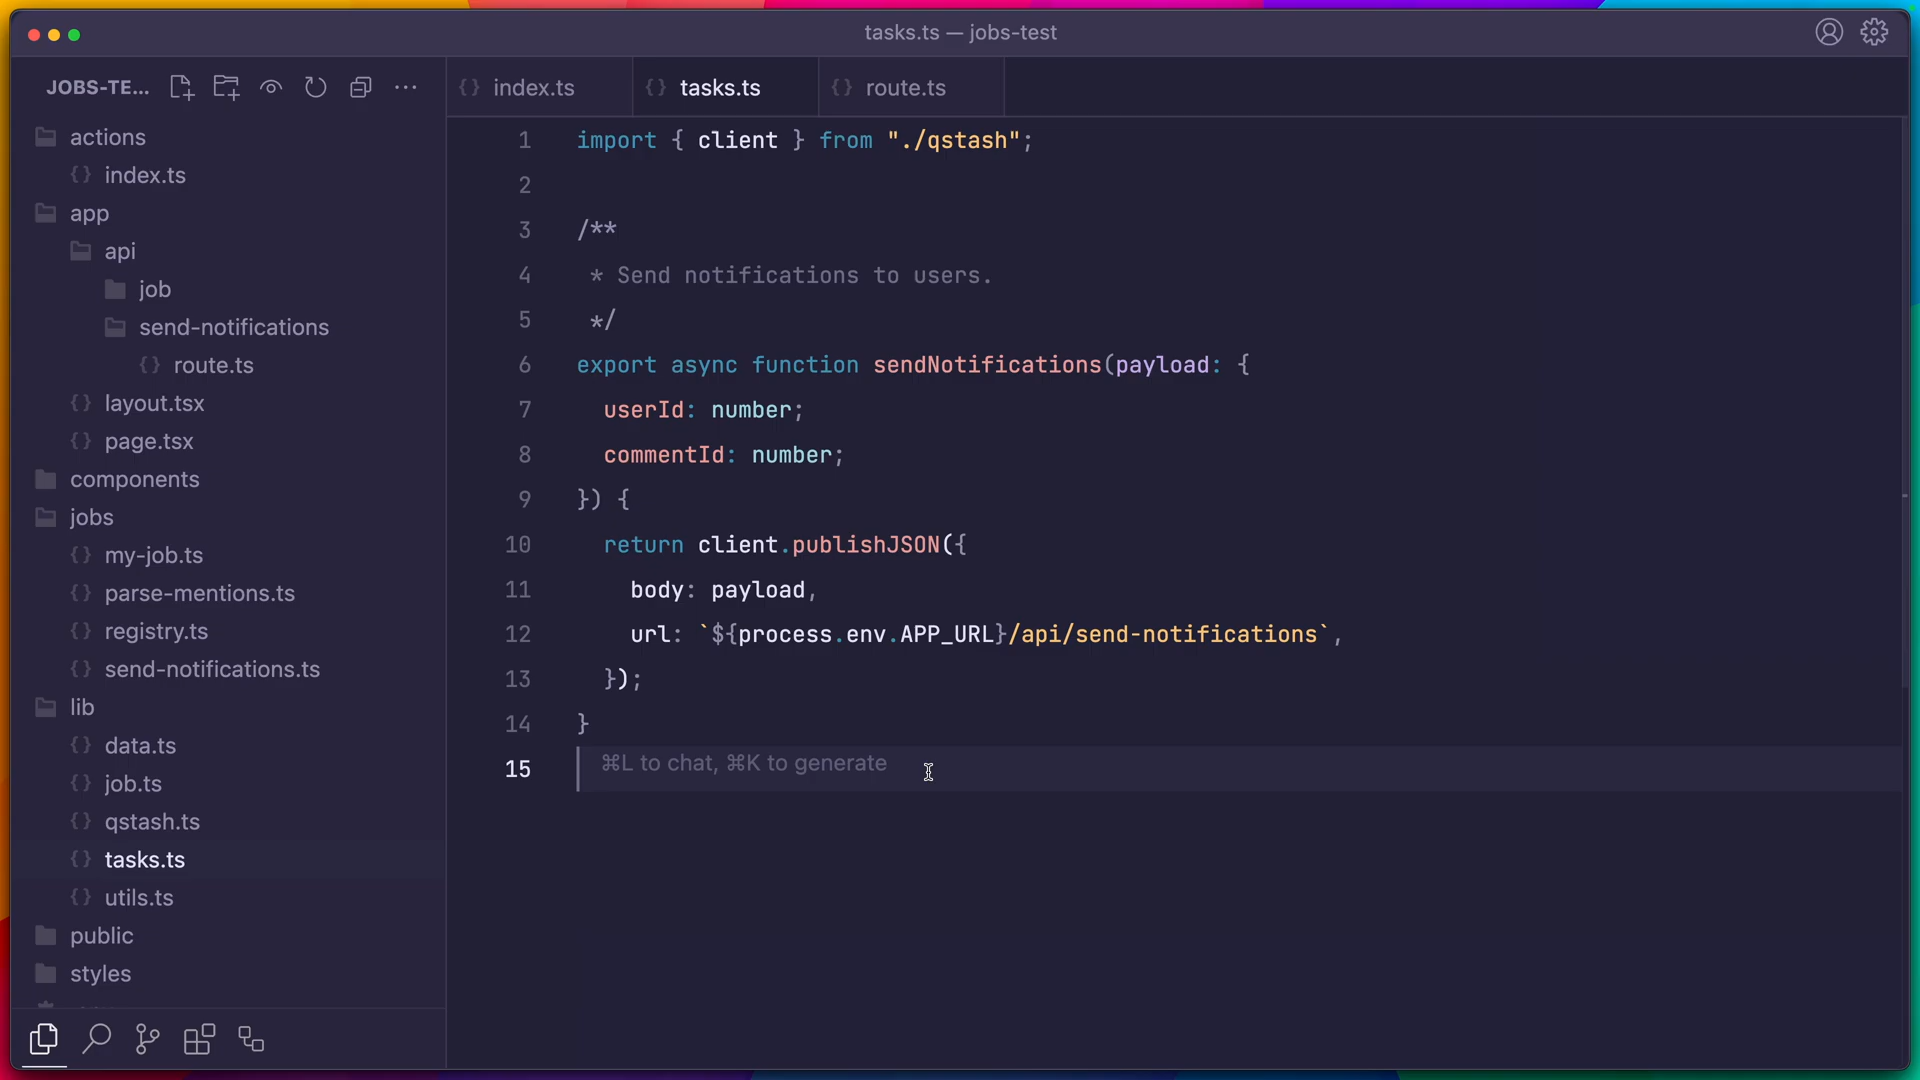 tasks.ts — jobs-test
JOBS-TE...
index.ts
tasks.ts
route.ts
actions
index.ts
app
api
job
send-notifications
route.ts
layout.tsx
page.tsx
components
jobs
my-job.ts
parse-mentions.ts
registry.ts
send-notifications.ts
lib
data.ts
job.ts
qstash.ts
tasks.ts
utils.ts
public
styles
1 import { client } from "./qstash";
2
3 /**
4 * Send notifications to users.
5 */
6 export async function sendNotifications(payload: {
7 userId: number;
8 commentId: number;
9 }) {
10 return client.publishJSON({
11 body: payload,
12 url: `${process.env.APP_URL}/api/send-notifications`,
13 });
14 }
15 ⌘L to chat, ⌘K to generate